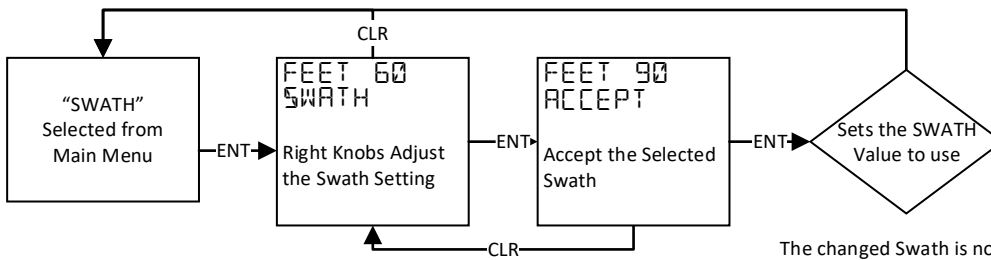 CLR
"SWATH"
Selected from
Main Menu
ENT
FEET 60
SWATH
Right Knobs Adjust
the Swath Setting
ENT
FEET 90
ACCEPT
Accept the Selected
Swath
ENT
Sets the SWATH
Value to use
CLR
The changed Swath is no